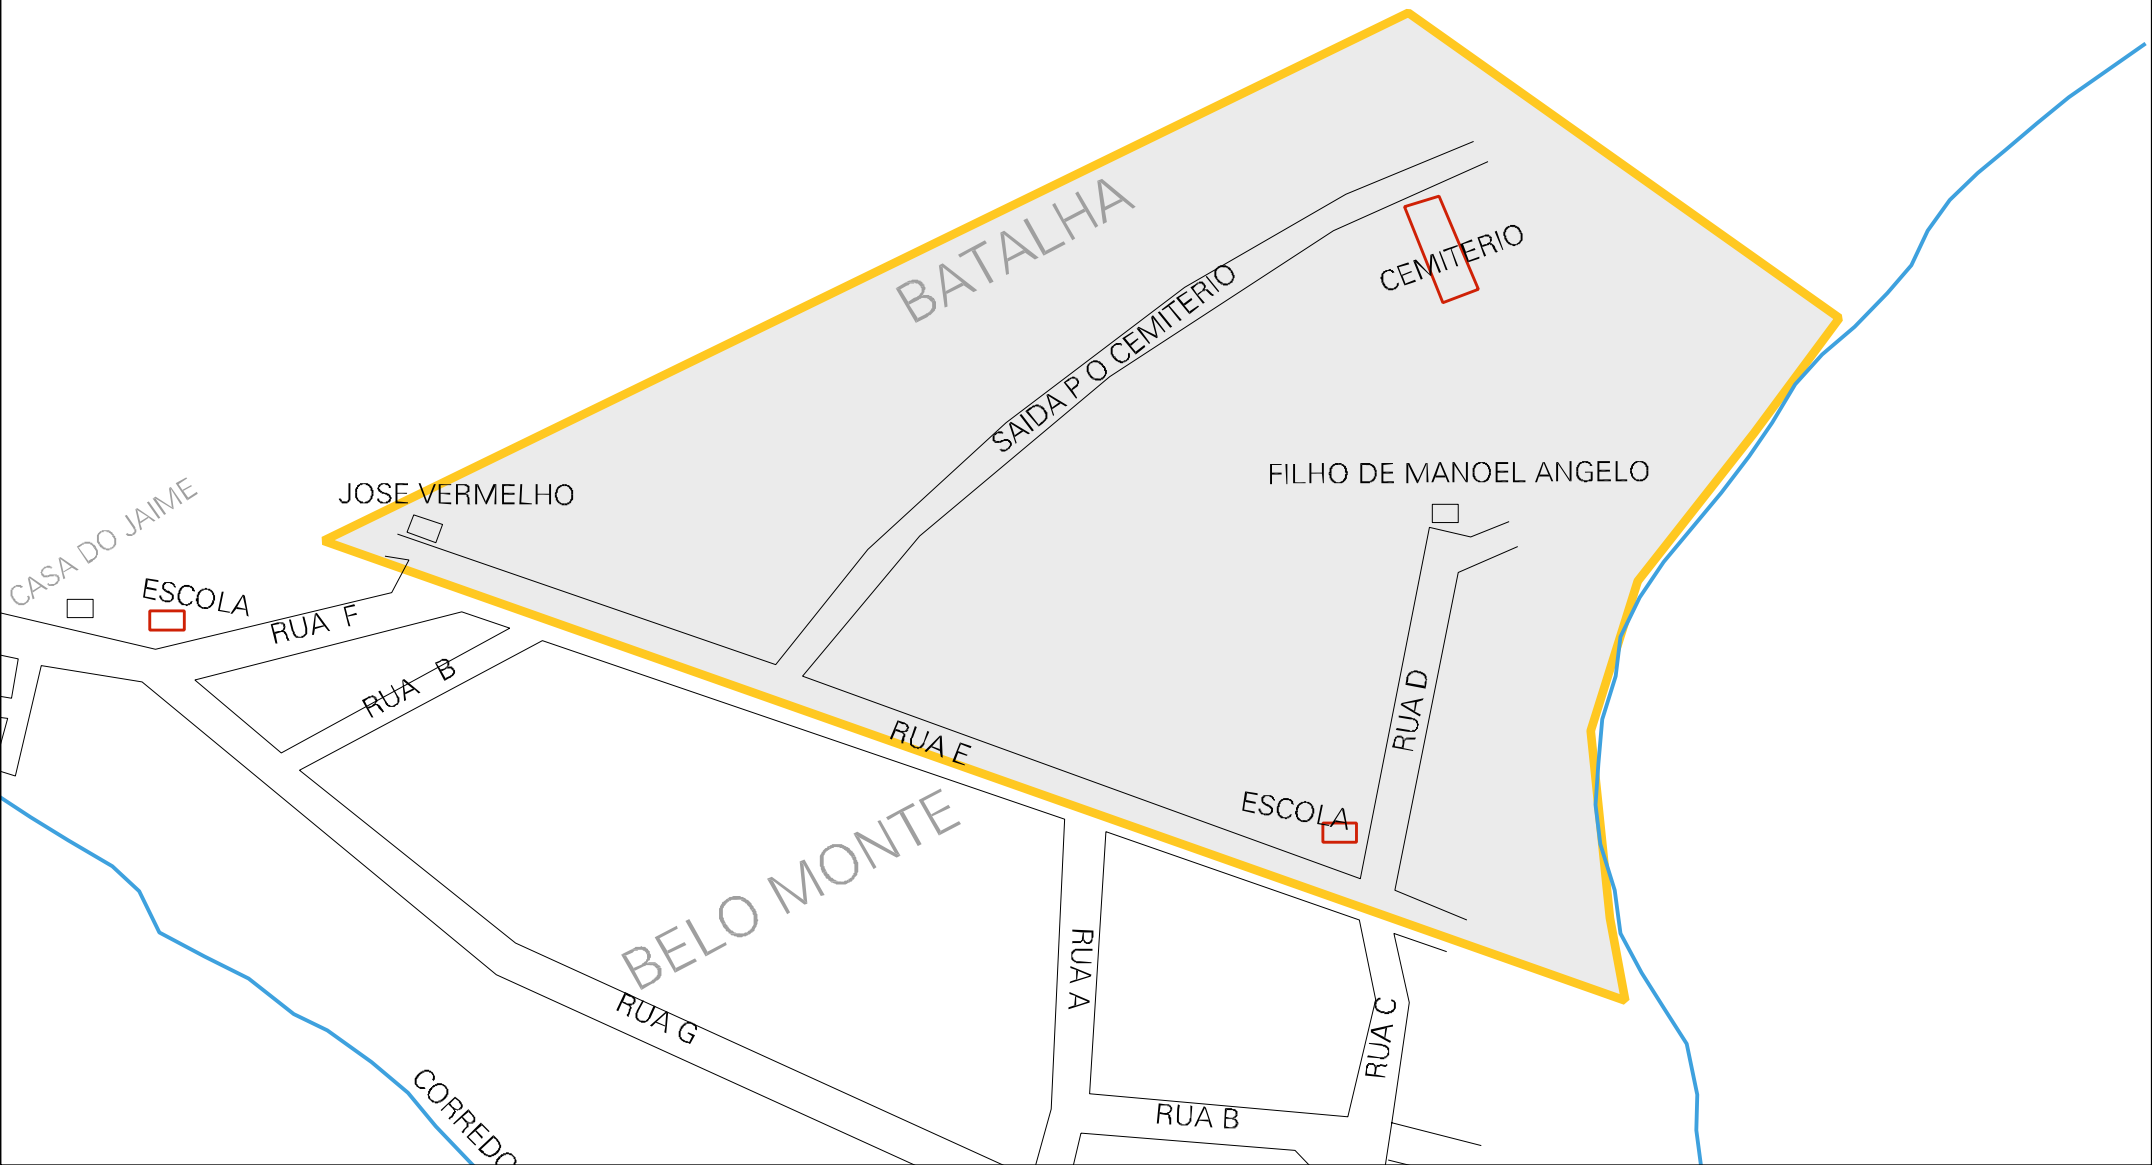 BATALHA
CEMITERIO
SAIDA P O CEMITERIO
FILHO DE MANOEL ANGELO
JOSE VERMELHO
CASA DO JAIME
ESCOLA
RUA F
RUA B
RUA D
RUA E
ESCOLA
BELO MONTE
RUA A
RUA G
RUA C
RUA B
CORREDO